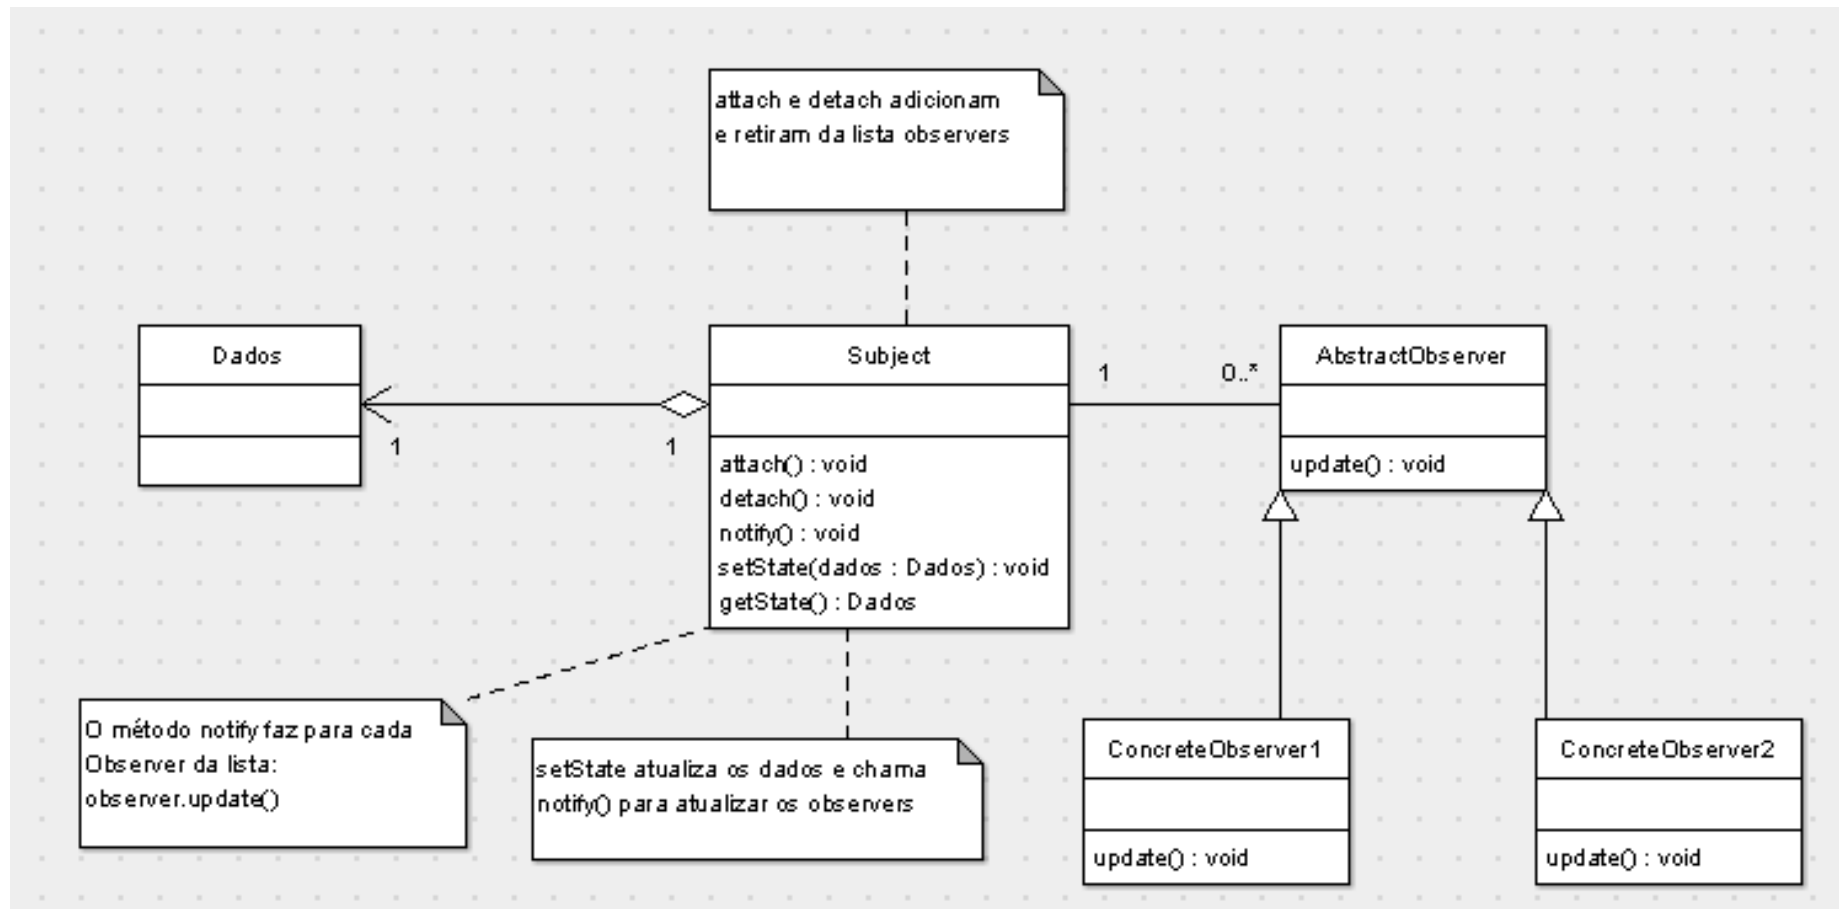 attach e detach adicionam
e retiram da lista observers
Dados
Subject
AbstractObserver
1
0..*
1
1
attach() : void
detach() : void
notify() : void
setState(dados : Dados) : void
getState() : Dados
update() : void
O método notify faz para cada
Observer da lista:
observer.update()
setState atualiza os dados e chama
notify() para atualizar os observers
ConcreteObserver1
update() : void
ConcreteObserver2
update() : void